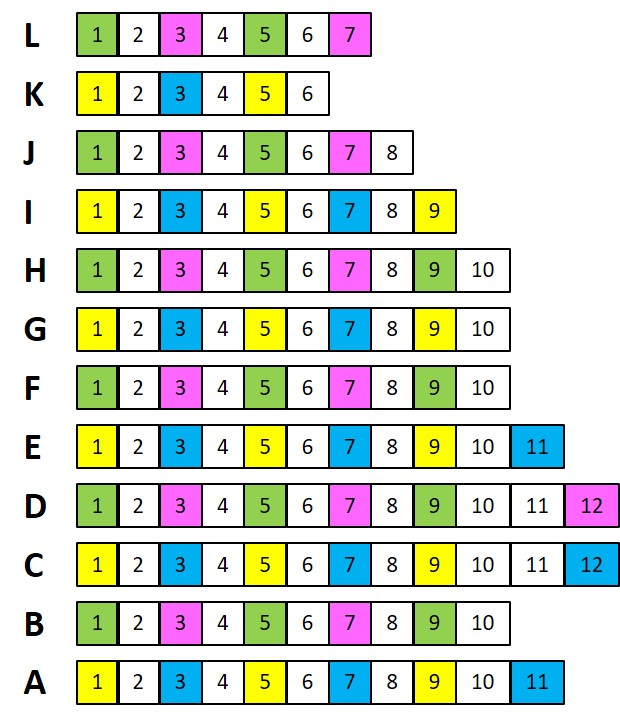 L 1 2 3 4 5 6 7
K 1 2 3 4 5 6
J 1 2 3 4 5 6 7 8
I 1 2 3 4 5 6 7 8 9
H 1 2 3 4 5 6 7 8 9 10
G 1 2 3 4 5 6 7 8 9 10
F 1 2 3 4 5 6 7 8 9 10
E 1 2 3 4 5 6 7 8 9 10 11
D 1 2 3 4 5 6 7 8 9 10 11 12
C 1 2 3 4 5 6 7 8 9 10 11 12
B 1 2 3 4 5 6 7 8 9 10
A 1 2 3 4 5 6 7 8 9 10 11